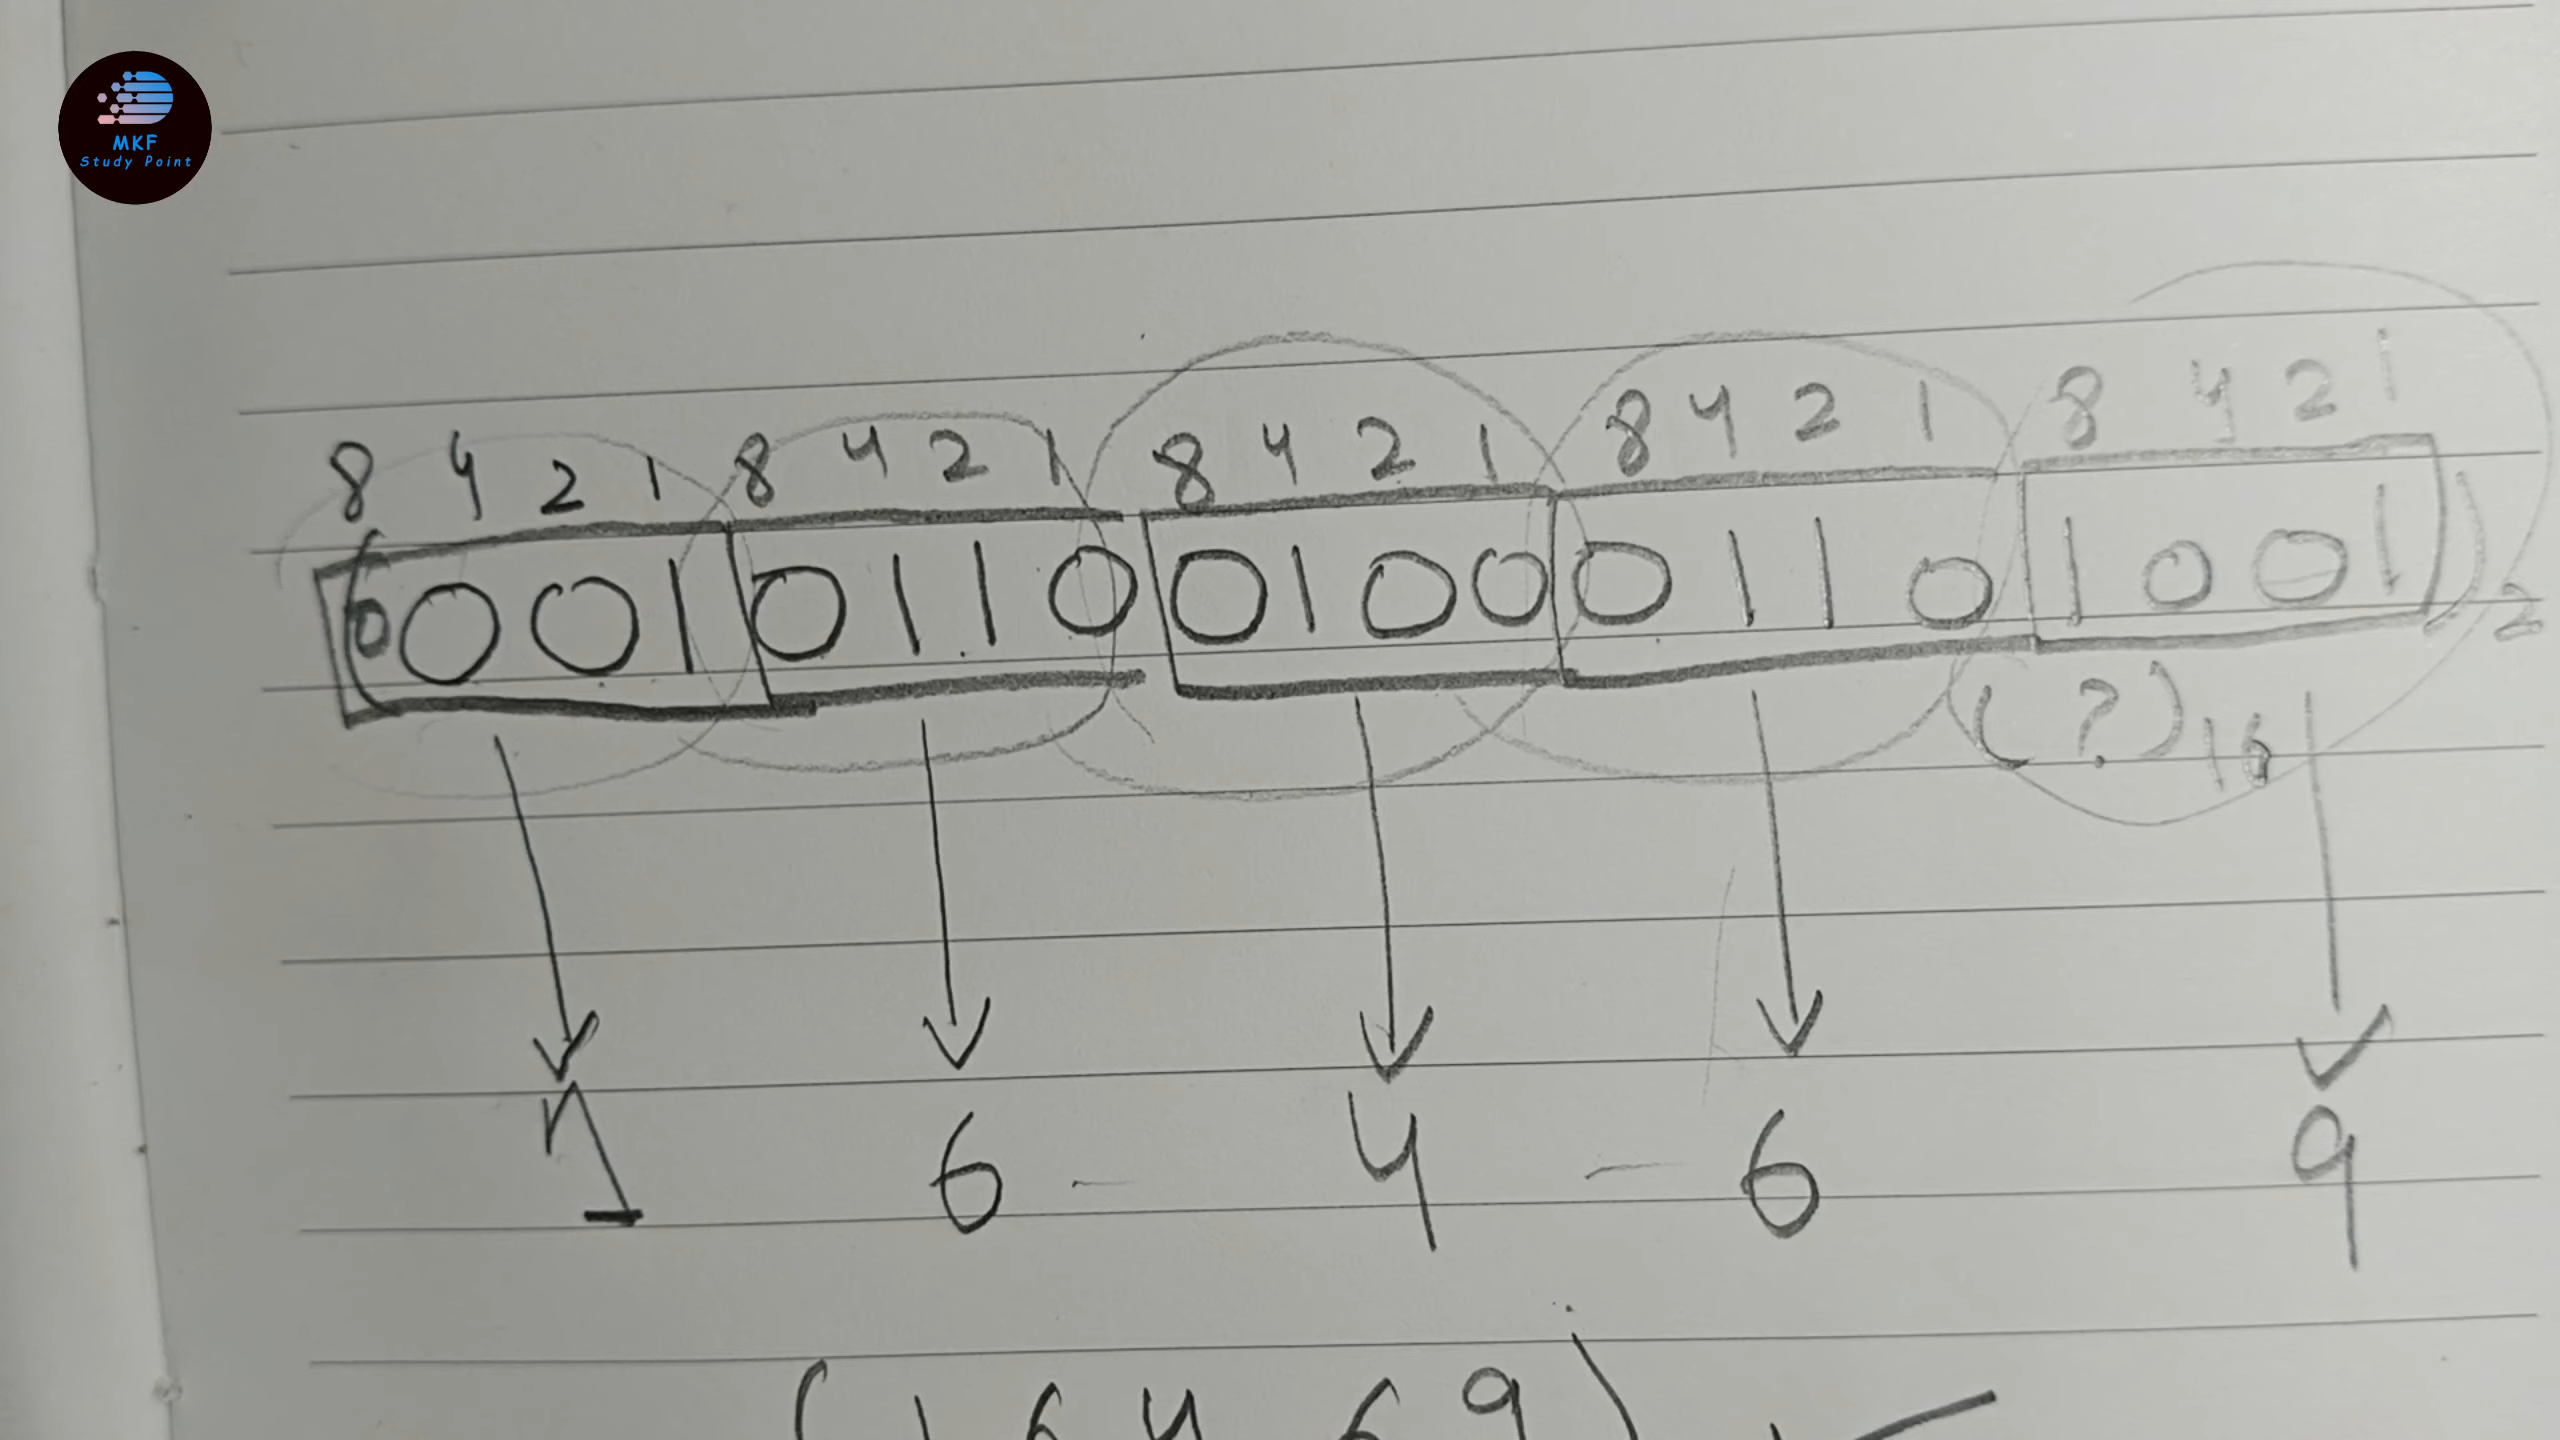 MKF
Study Point
8 4 2 1 8 4 2 1 8 4 2 1 8 4 2 1 8 4 2 1
(0001 0110 0100 0110 1001)2
(?)16
1 6 - 4 - 6 9
(16469)